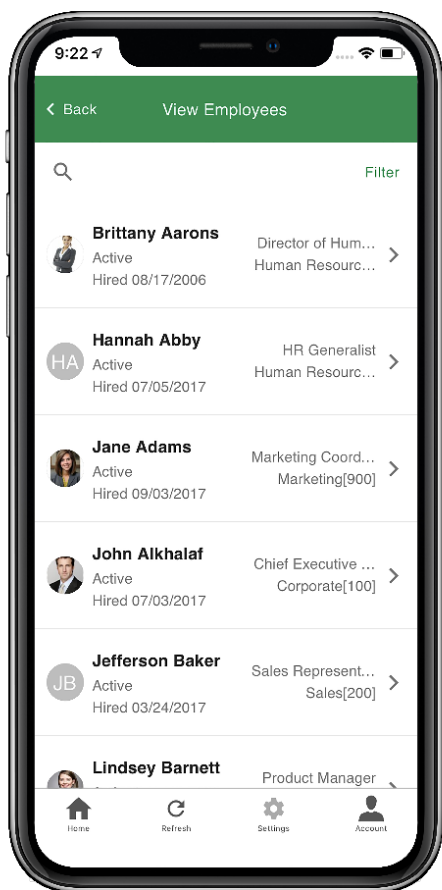 9:22
Back
View Employees
Filter
Brittany Aarons
Active
Hired 08/17/2006
Director of Hum...
Human Resourc...
HA
Hannah Abby
Active
Hired 07/05/2017
HR Generalist
Human Resourc...
Jane Adams
Active
Hired 09/03/2017
Marketing Coord...
Marketing[900]
John Alkhalaf
Active
Hired 07/03/2017
Chief Executive ...
Corporate[100]
JB
Jefferson Baker
Active
Hired 03/24/2017
Sales Represent...
Sales[200]
Lindsey Barnett
Product Manager
Home
Refresh
Settings
Account